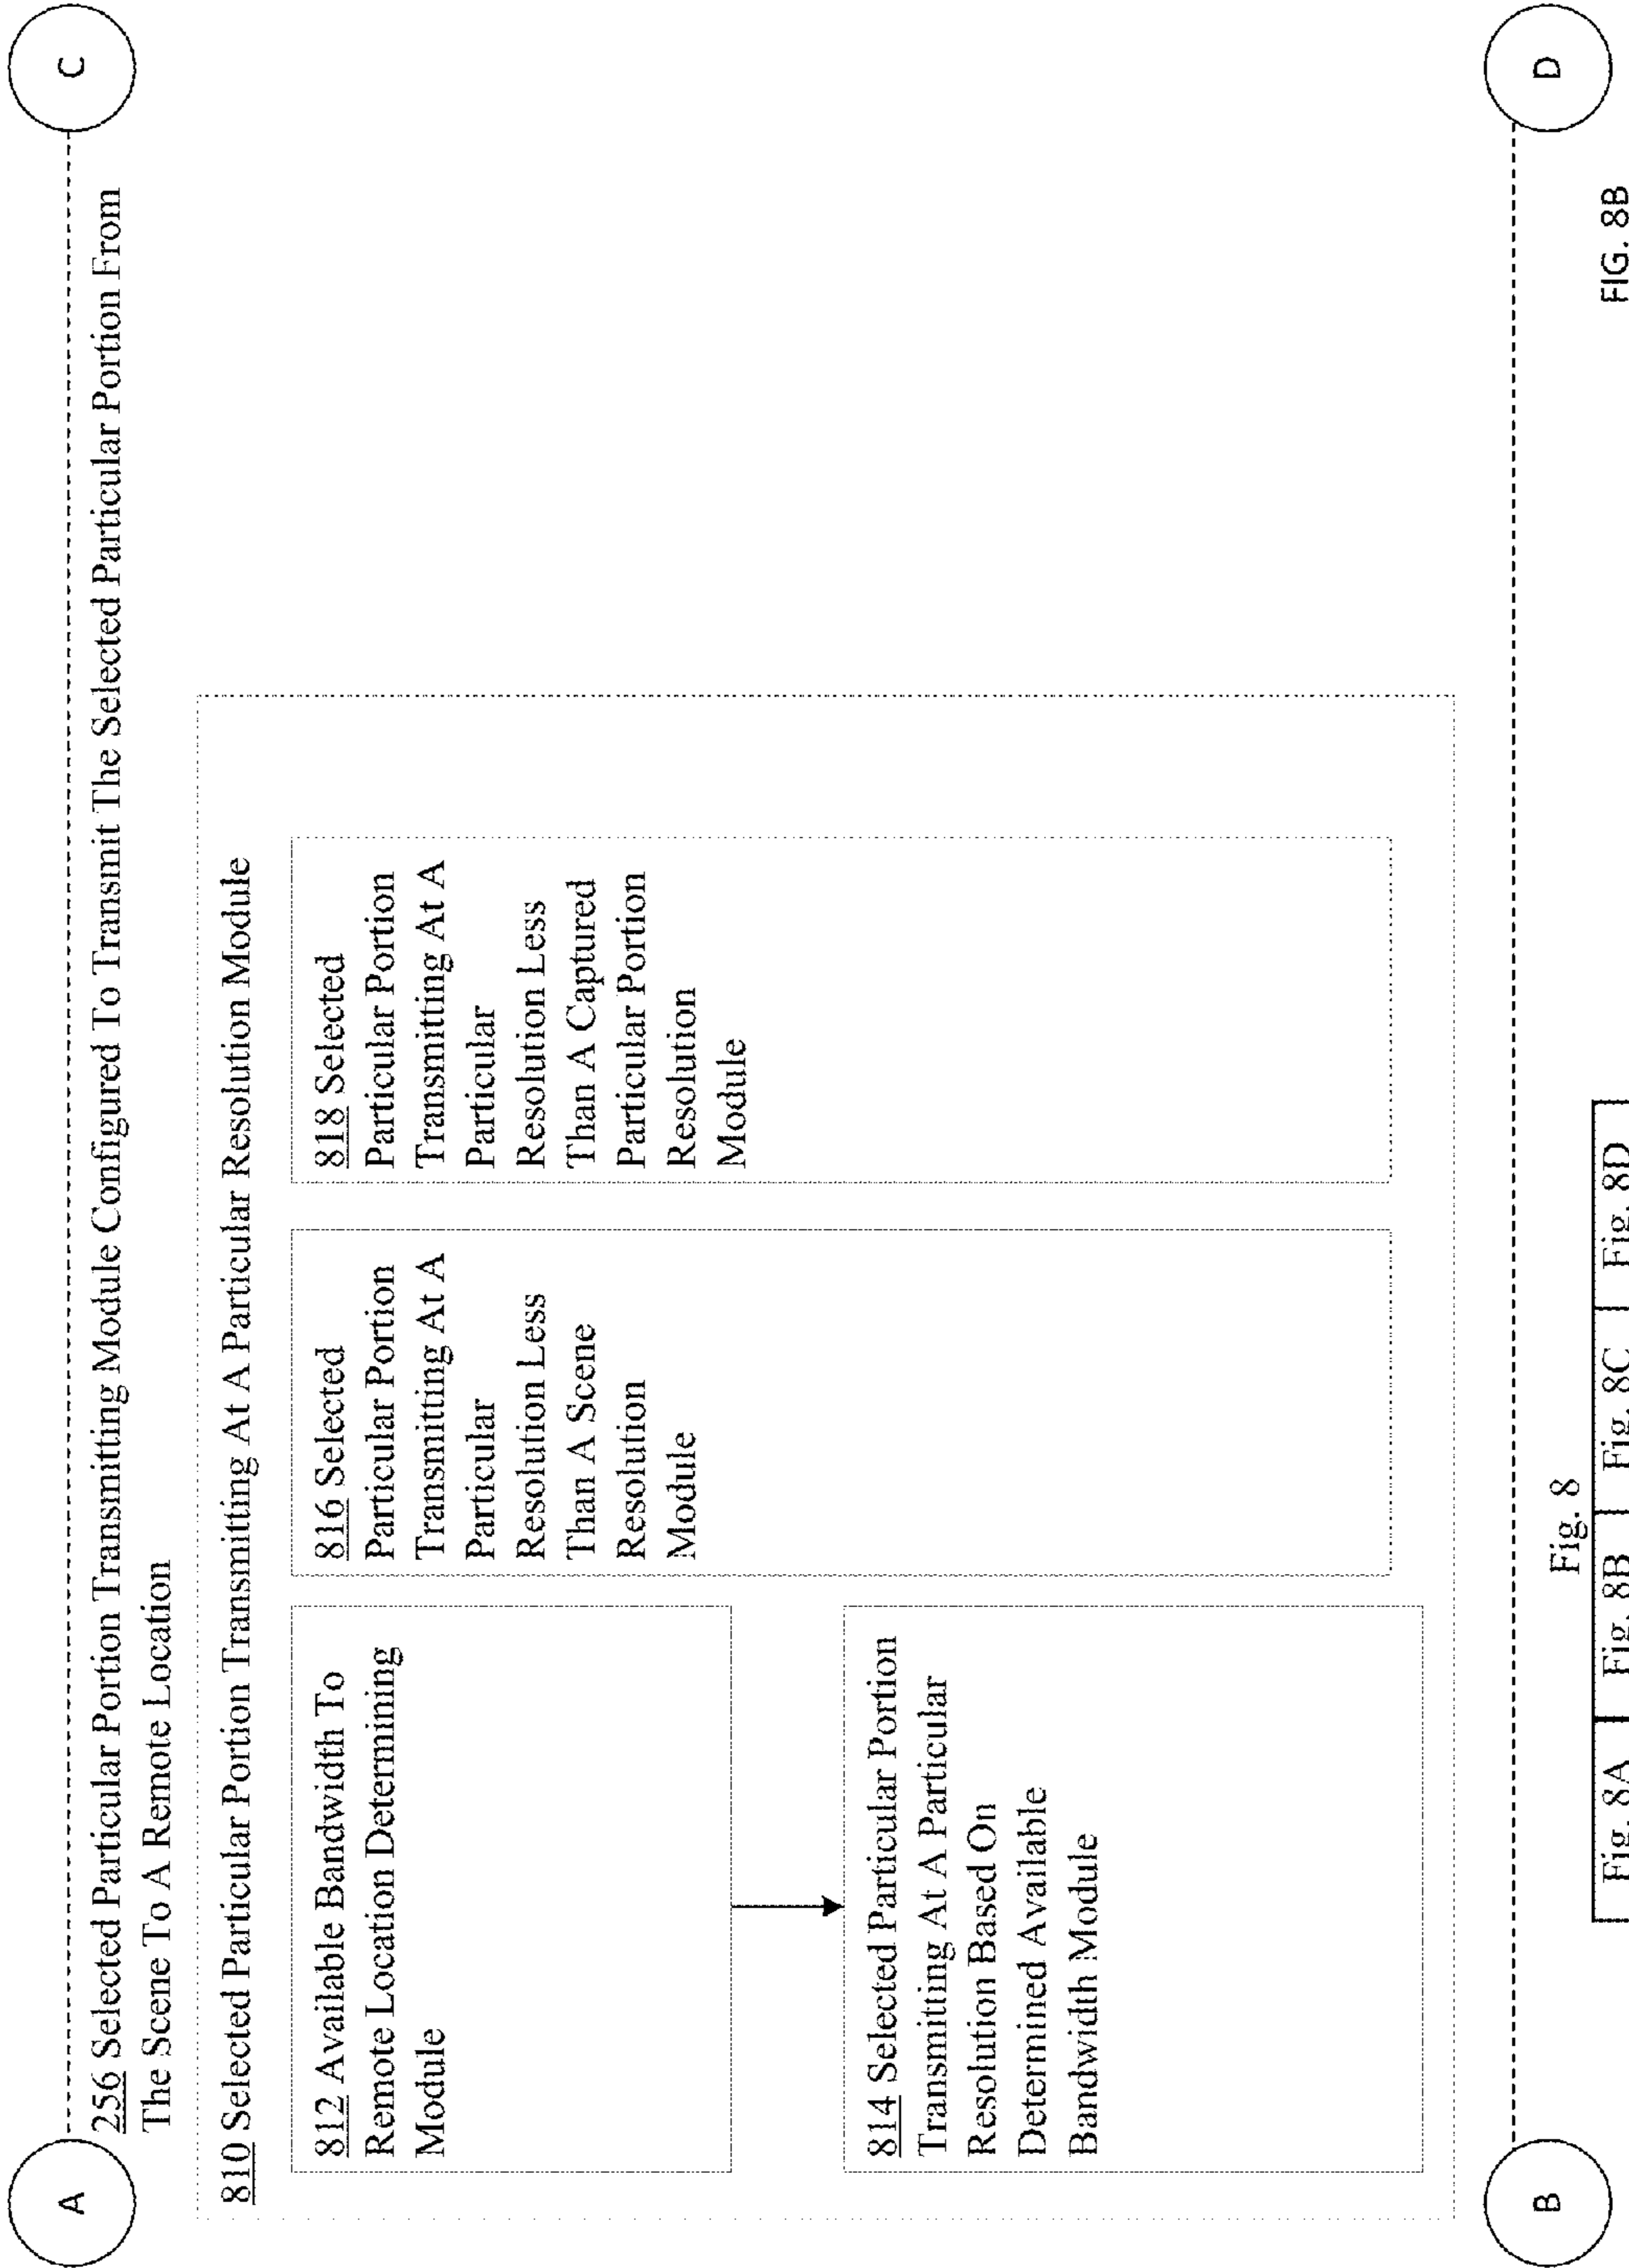 A
C
256 Selected Particular Portion Transmitting Module Configured To Transmit The Selected Particular Portion From
The Scene To A Remote Location
810 Selected Particular Portion Transmitting At A Particular Resolution Module
812 Available Bandwidth To
Remote Location Determining
Module
814 Selected Particular Portion
Transmitting At A Particular
Resolution Based On
Determined Available
Bandwidth Module
816 Selected
Particular Portion
Transmitting At A
Particular
Resolution Less
Than A Scene
Resolution
Module
818 Selected
Particular Portion
Transmitting At A
Particular
Resolution Less
Than A Captured
Particular Portion
Resolution
Module
B
D
Fig. 8
Fig. 8A Fig. 8B Fig. 8C Fig. 8D
FIG. 8B